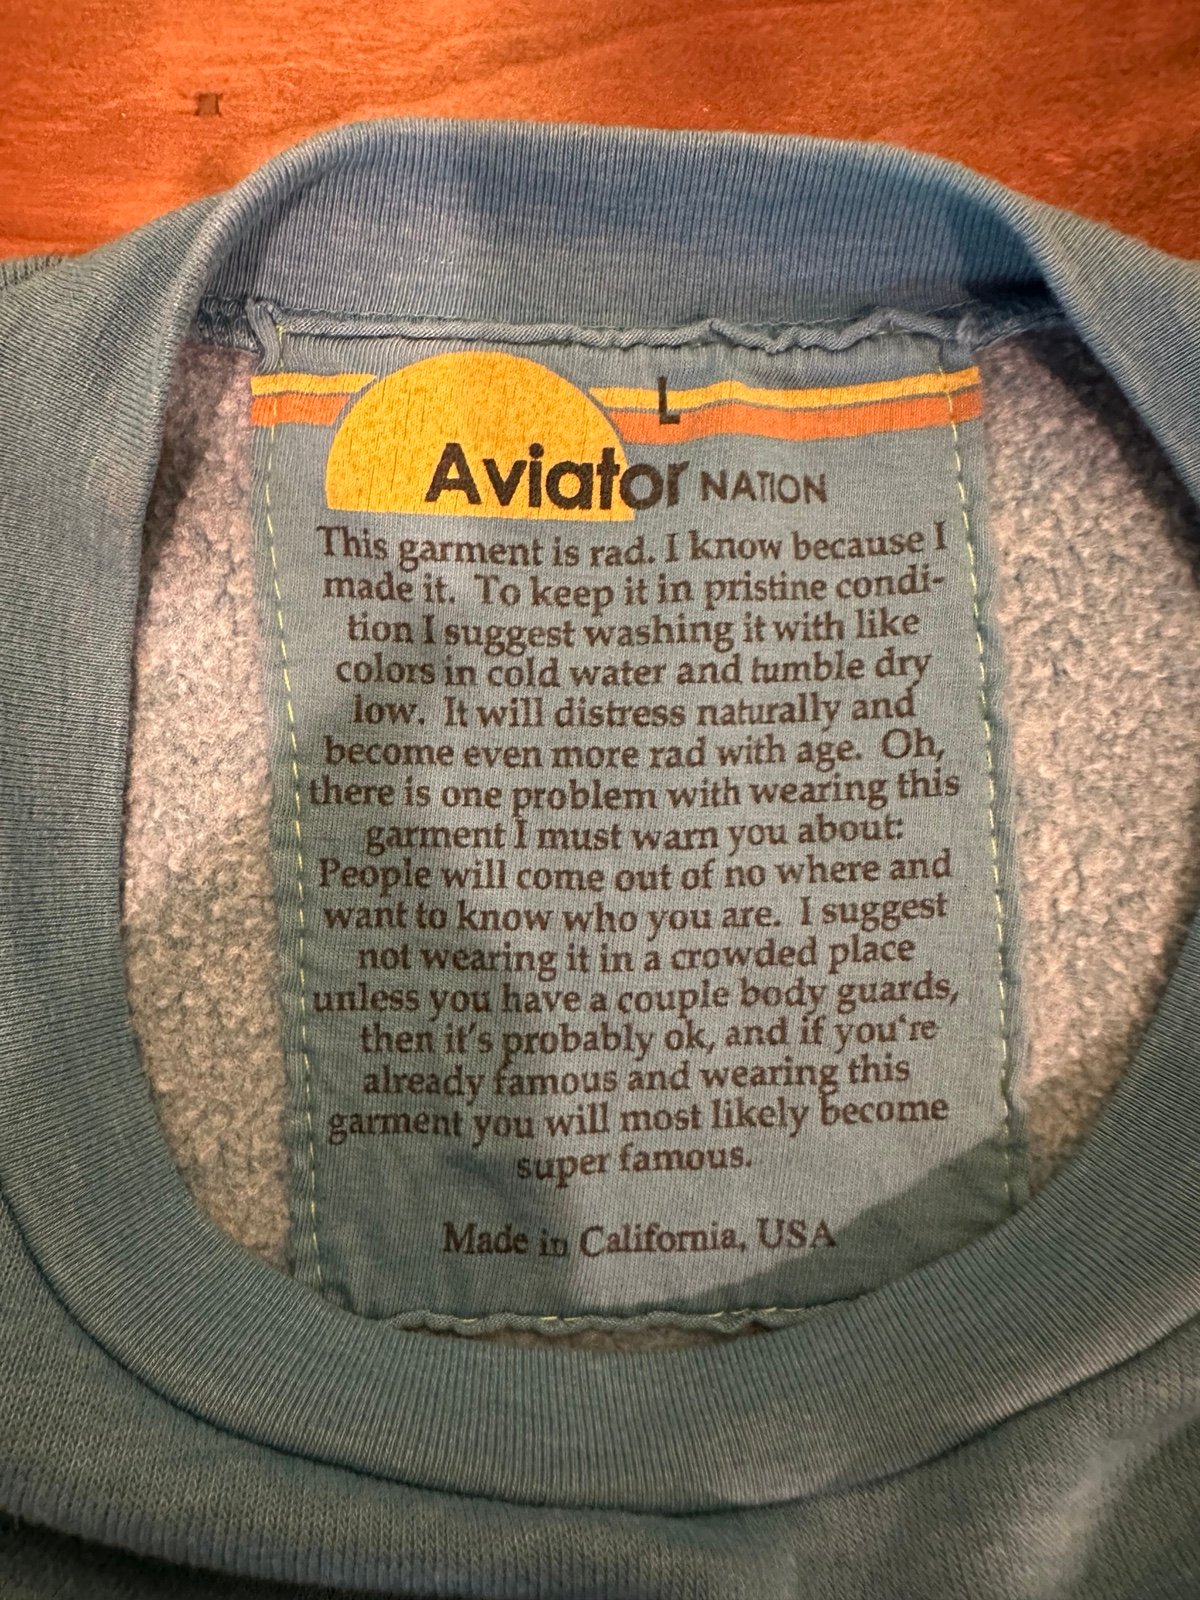 L
Aviator NATION
This garment is rad. I know because I
made it. To keep it in pristine condi-
tion I suggest washing it with like
colors in cold water and tumble dry
low. It will distress naturally and
become even more rad with age. Oh,
there is one problem with wearing this
garment I must warn you about:
People will come out of no where and
want to know who you are. I suggest
not wearing it in a crowded place
unless you have a couple body guards,
then it's probably ok, and if you‘re
already famous and wearing this
garment you will most likely become
super famous.
Made in California, USA